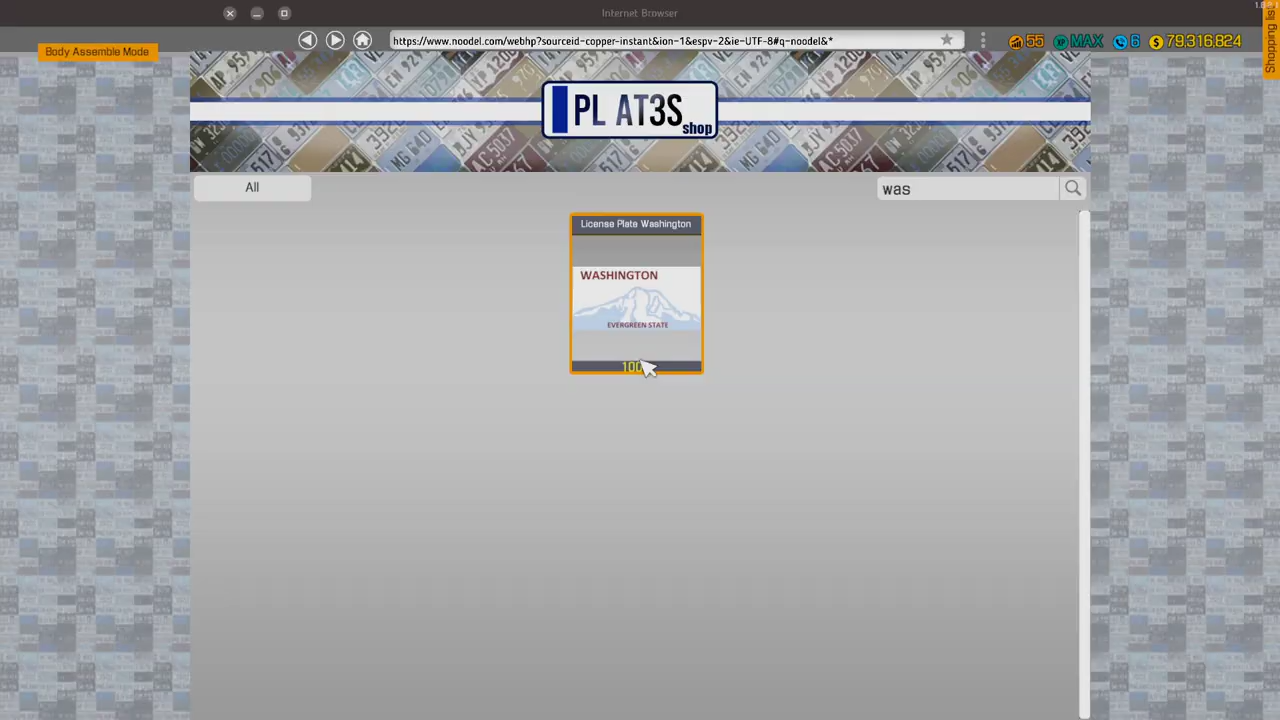 Internet Browser
Body Assemble Mode
https://www.noodel.com/webhp?sourceid-copper-instant&ion-1&espv-2&ie-UTF-8#q-noodel&*
55
XP MAX
6
$ 79,316,824
Shopping list
PL AT3S
shop
All
was
License Plate Washington
WASHINGTON
EVERGREEN STATE
100